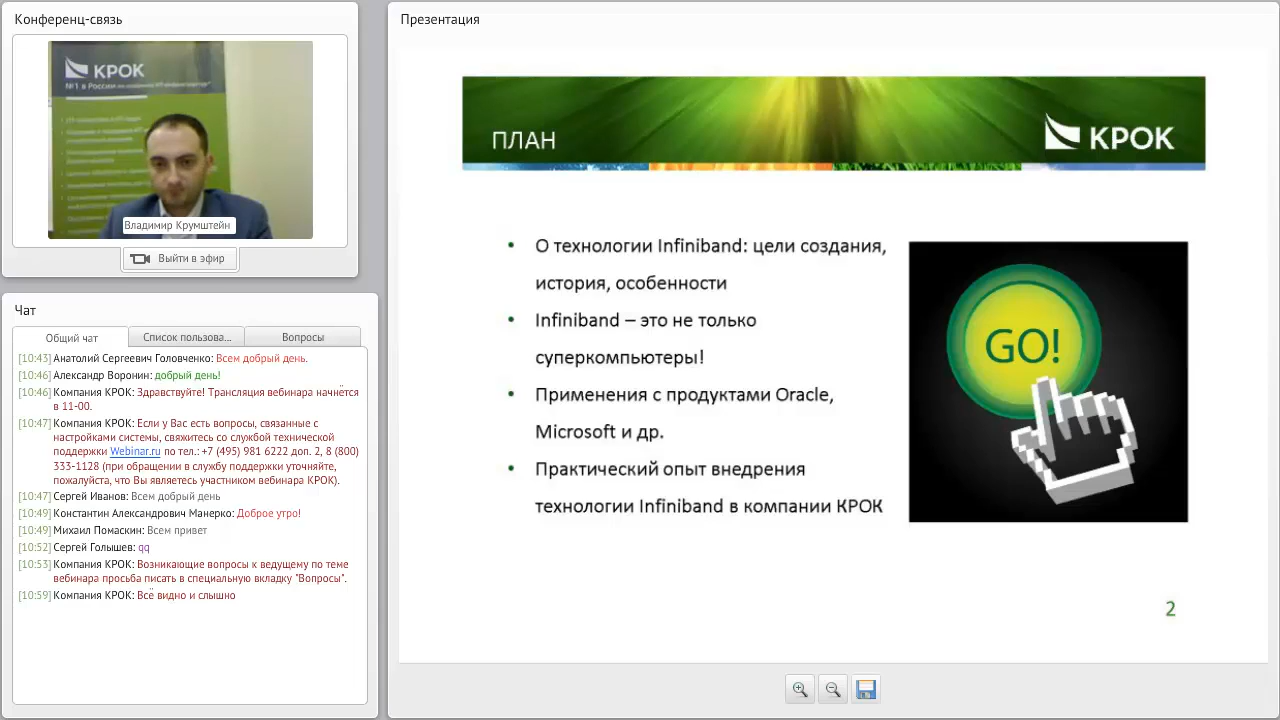 Конференц-связь
КРОК
№1 в России
Владимир Крумштейн
Выйти в эфир
Чат
Общий чат
Список пользова...
Вопросы
[10:43] Анатолий Сергеевич Головченко: Всем добрый день.
[10:46] Александр Воронин: добрый день!
[10:46] Компания КРОК: Здравствуйте! Трансляция вебинара начнётся
в 11-00.
[10:47] Компания КРОК: Если у Вас есть вопросы, связанные с
настройками системы, свяжитесь со службой технической
поддержки Webinar.ru по тел.: +7 (495) 981 6222 доп. 2, 8 (800)
333-1128 (при обращении в службу поддержки уточняйте,
пожалуйста, что Вы являетесь участником вебинара КРОК).
[10:47] Сергей Иванов: Всем добрый день
[10:49] Константин Александрович Манерко: Доброе утро!
[10:49] Михаил Помаскин: Всем привет
[10:52] Сергей Голышев: qq
[10:53] Компания КРОК: Возникающие вопросы к ведущему по теме
вебинара просьба писать в специальную вкладку "Вопросы".
[10:59] Компания КРОК: Всё видно и слышно
Презентация
ПЛАН
КРОК
• О технологии Infiniband: цели создания,
история, особенности
• Infiniband – это не только
суперкомпьютеры!
• Применения с продуктами Oracle,
Microsoft и др.
• Практический опыт внедрения
технологии Infiniband в компании КРОК
GO!
2